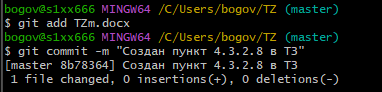 bogov@s1xx666 MINGW64 /C/Users/bogov/TZ (master)
$ git add TZm.docx
bogov@s1xx666 MINGW64 /C/Users/bogov/TZ (master)
$ git commit -m "Создан пункт 4.3.2.8 в ТЗ"
[master 8b78364] Создан пункт 4.3.2.8 в ТЗ
1 file changed, 0 insertions(+), 0 deletions(-)